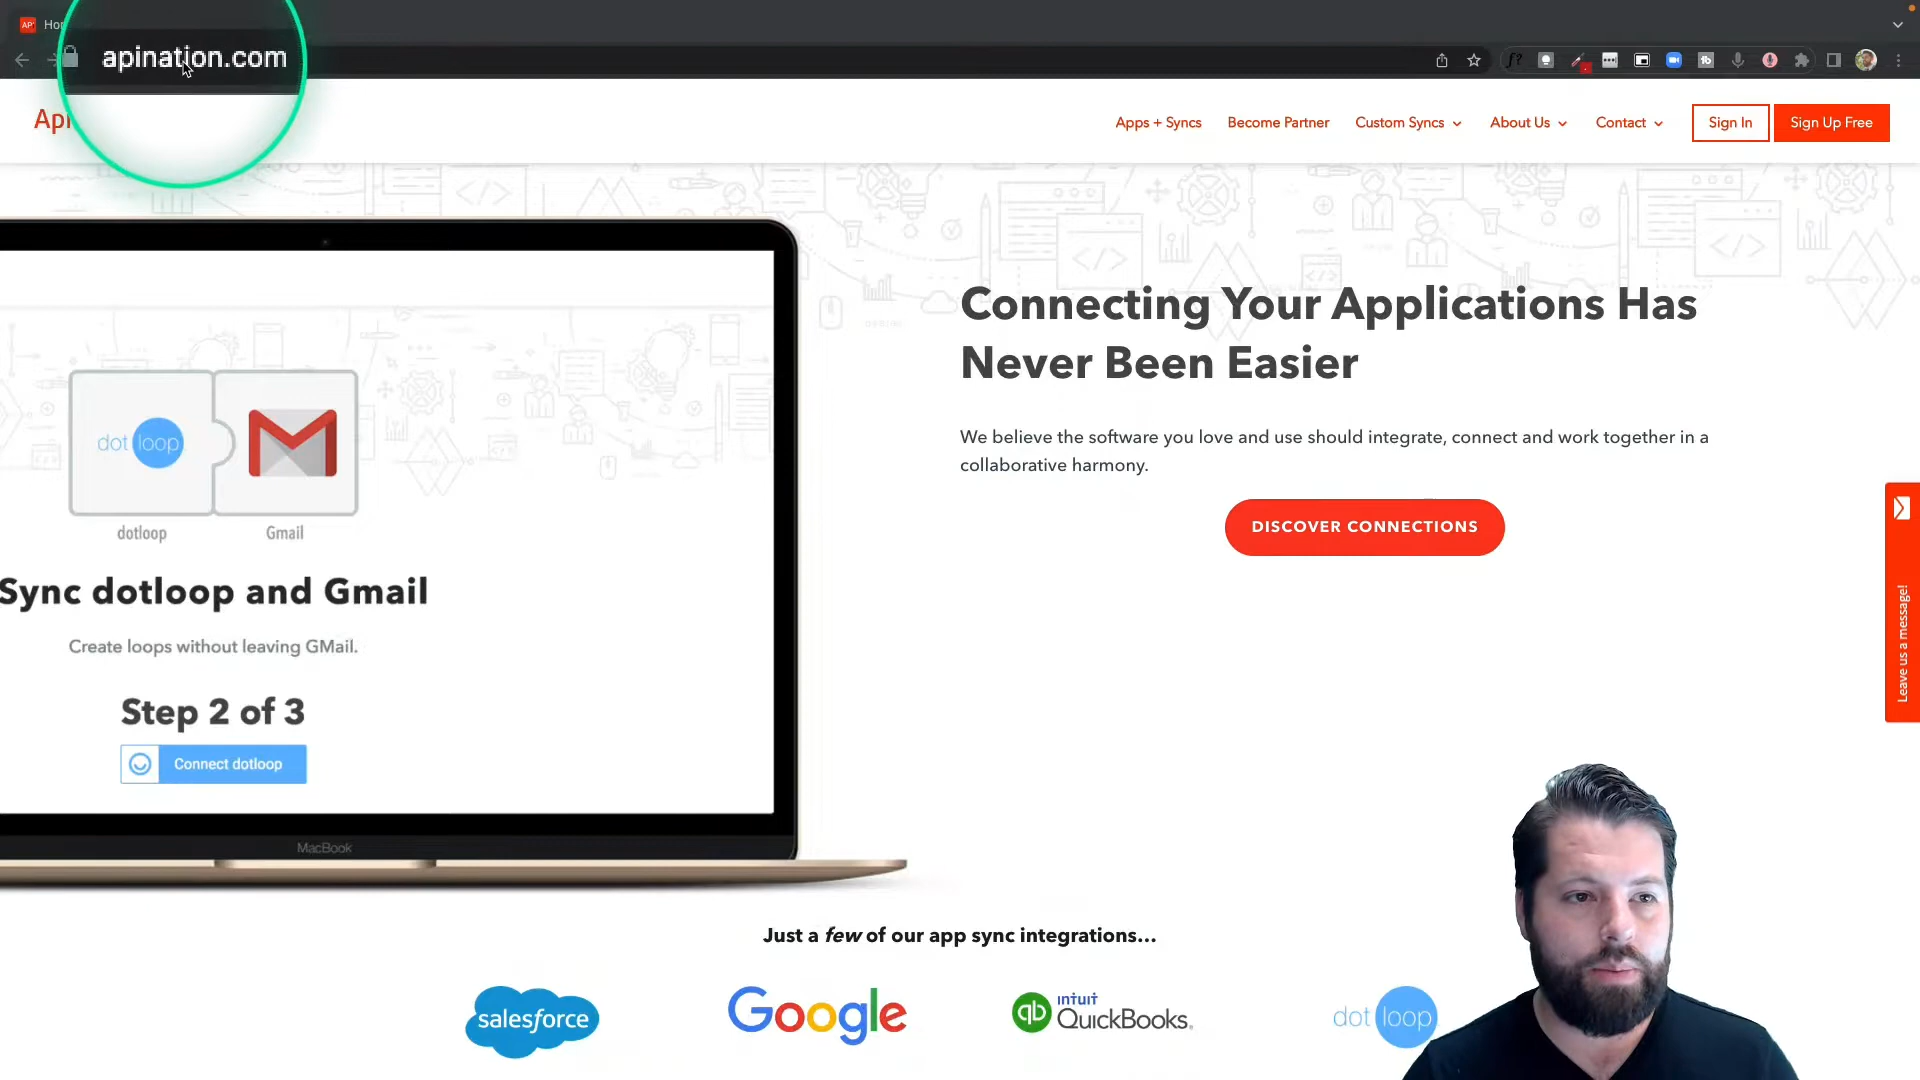 Ho
apination.com
Api
Apps + Syncs
Become Partner
Custom Syncs
About Us
Contact
Sign In
Sign Up Free
Connecting Your Applications Has
Never Been Easier
We believe the software you love and use should integrate, connect and work together in a
collaborative harmony.
DISCOVER CONNECTIONS
dot loop
dotloop
Gmail
Sync dotloop and Gmail
Create loops without leaving GMail.
Step 2 of 3
Connect dotloop
MacBook
Leave us a message!
Just a few of our app sync integrations...
salesforce
Google
qb
intuit
QuickBooks.
dot loop